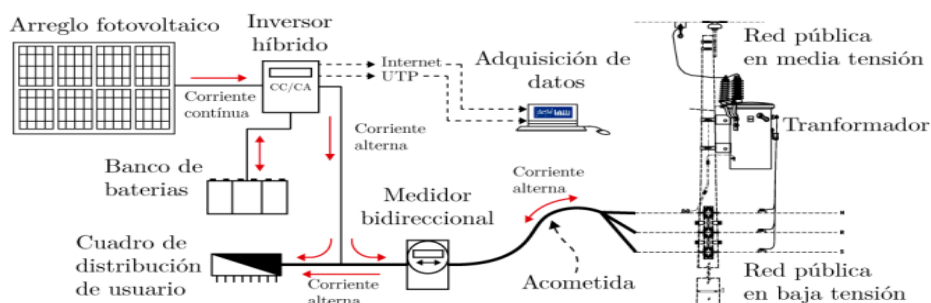 Arreglo fotovoltaico
Inversor
híbrido
CC/CA
Corriente
contínua
Internet
UTP
Adquisición de
datos
Red pública
en media tensión
Tranformador
Corriente
alterna
Banco de
baterias
Medidor
bidireccional
Corriente
alterna
Cuadro de
distribución
de usuario
Corriente
alterna
Acometida
Red pública
en baja tensión